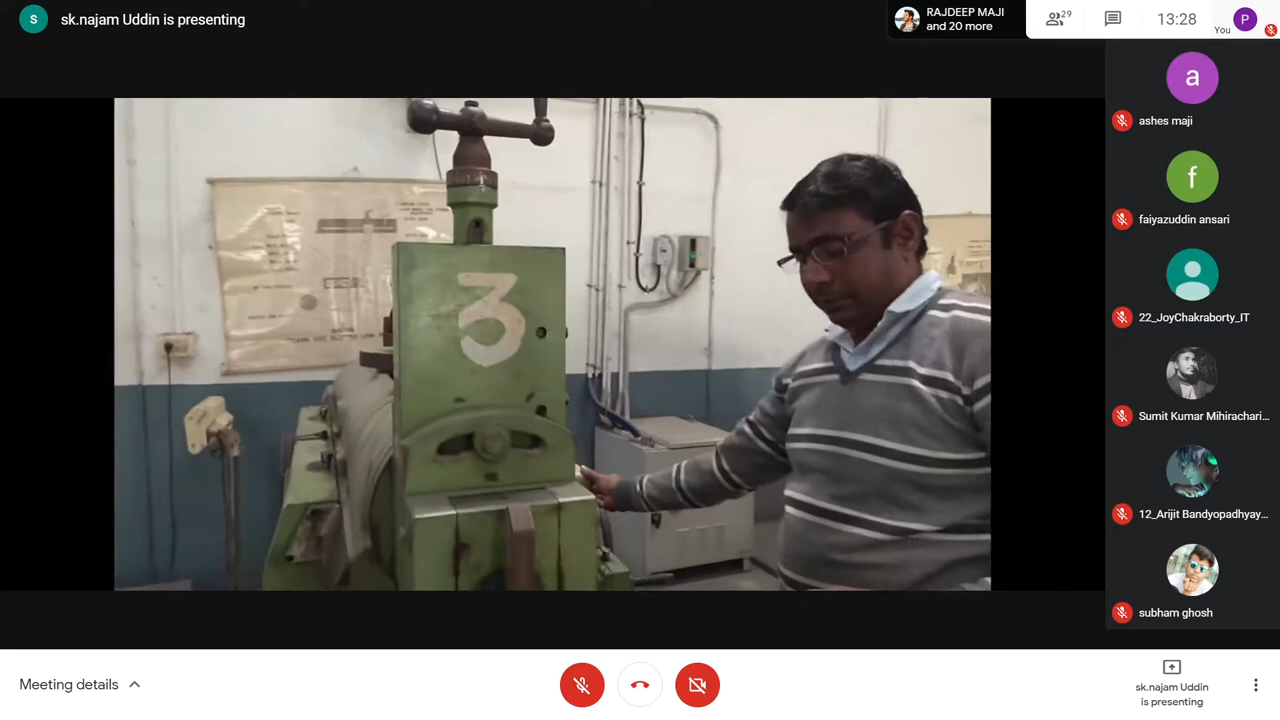 S
sk.najam Uddin is presenting
RAJDEEP MAJI
and 20 more
29
13:28
You
P
a
ashes maji
f
faiyazuddin ansari
22_JoyChakraborty_IT
Sumit Kumar Mihirachari...
12_Arijit Bandyopadhyay...
subham ghosh
3
Meeting details
sk.najam Uddin
is presenting